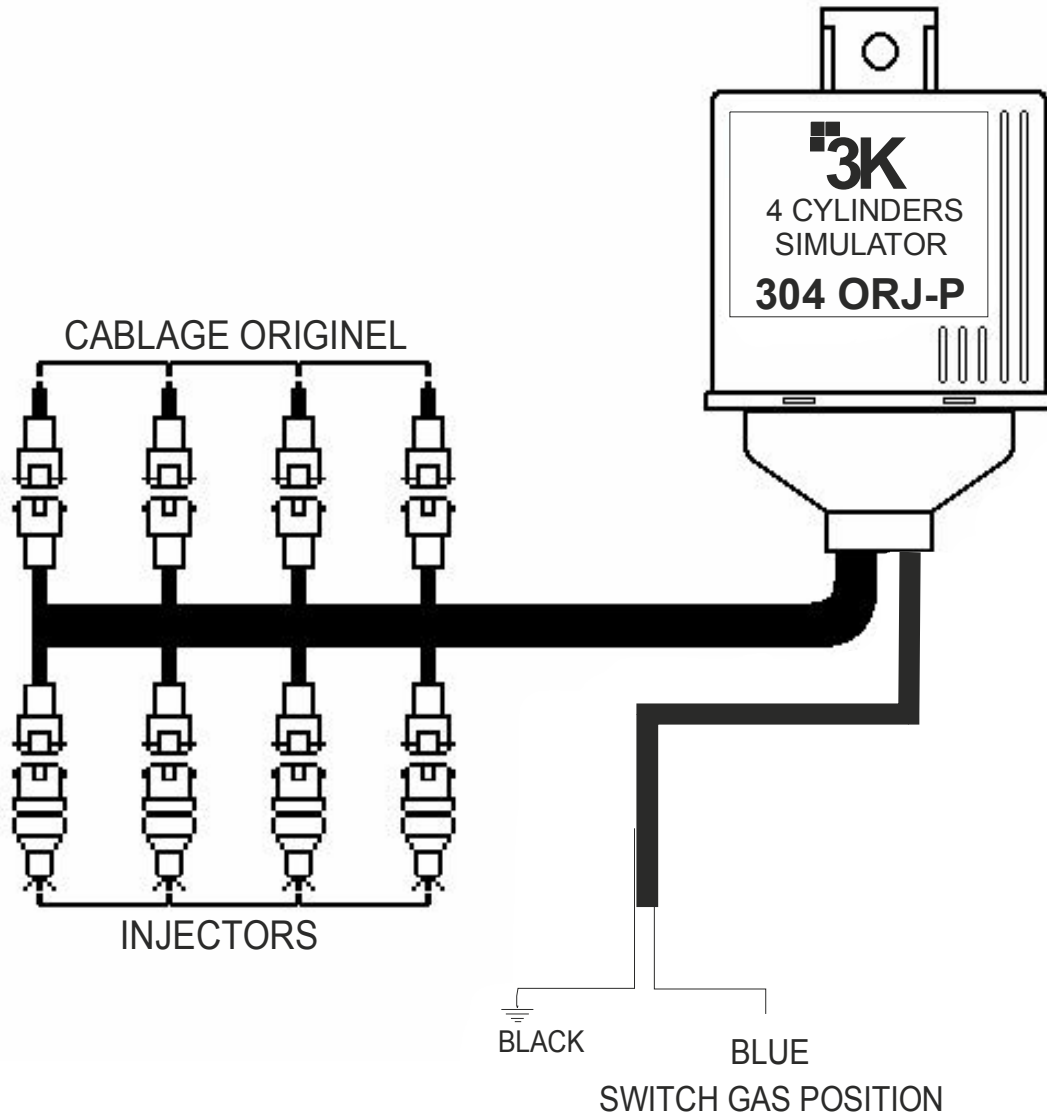 3K
4 CYLINDERS
SIMULATOR
304 ORJ-P
CABLAGE ORIGINEL
INJECTORS
BLACK
BLUE
SWITCH GAS POSITION